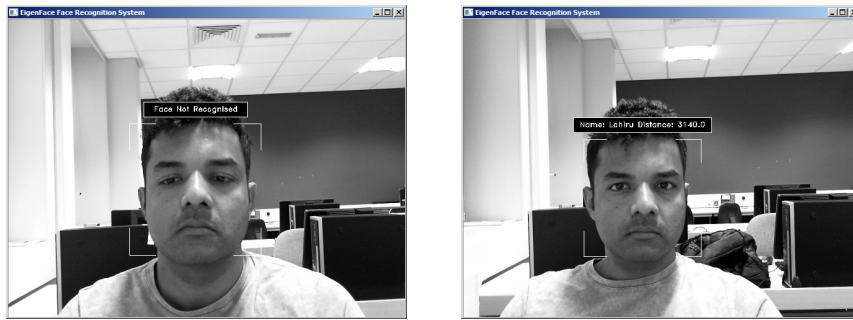 EigenFace Face Recognition System
Face Not Recognised
EigenFace Face Recognition System
Name: Lahiru Distance: 3140.0